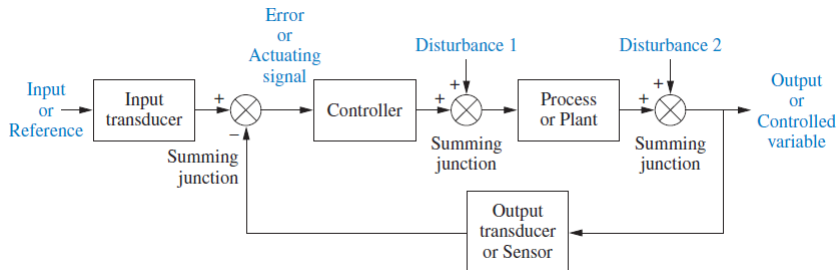 Error
or
Actuating
signal
Disturbance 1
Disturbance 2
Input
or
Reference
Input
transducer
+
−
Summing
junction
Controller
+
+
Summing
junction
Process
or Plant
+
+
Summing
junction
Output
or
Controlled
variable
Output
transducer
or Sensor